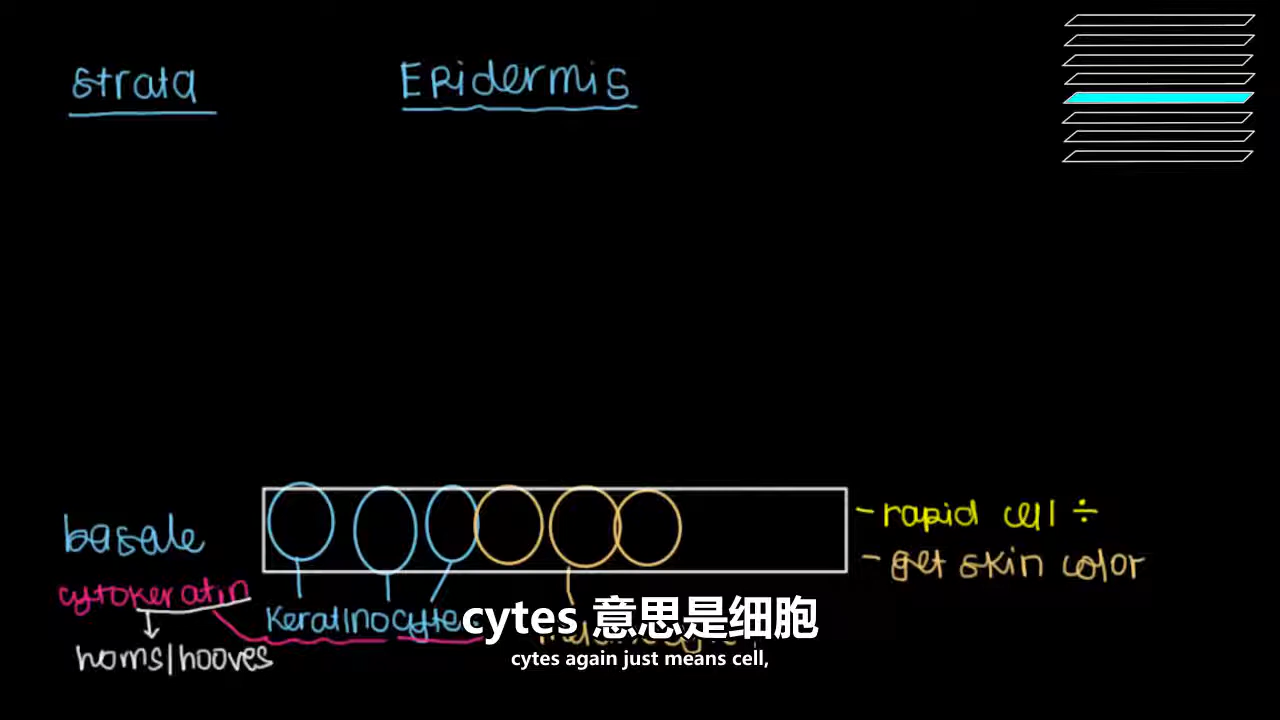 strata
Epidermis
basale
- rapid cell ÷
- get skin color
cytokeratin
Keratinocyte
horns/hooves
cytes 意思是细胞
cytes again just means cell,